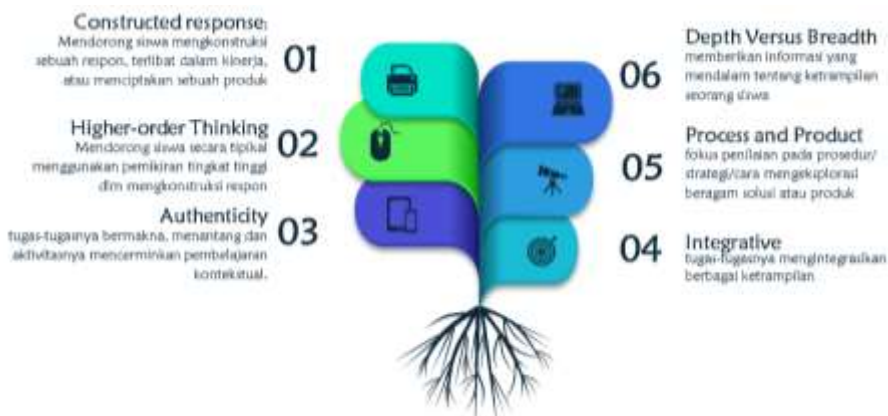 Constructed response:
Mendorong siswa mengkonstruksi
sebuah respon, terlibat dalam kinerja,
atau menciptakan sebuah produk
01
Higher-order Thinking
Mendorong siswa secara tipikal
menggunakan pemikiran tingkat tinggi
dlm mengkonstruksi respon
02
Authenticity
tugas-tugasnya bermakna, menantang dan
aktivitasnya mencerminkan pembelajaran
kontekstual.
03
Integrative
tugas-tugasnya mengintegrasikan
berbagai ketrampilan
04
Process and Product
fokus penilaian pada prosedur/
strategi/cara mengeksplorasi
beragam solusi atau produk
05
Depth Versus Breadth
memberikan informasi yang
mendalam tentang ketrampilan
seorang siswa
06